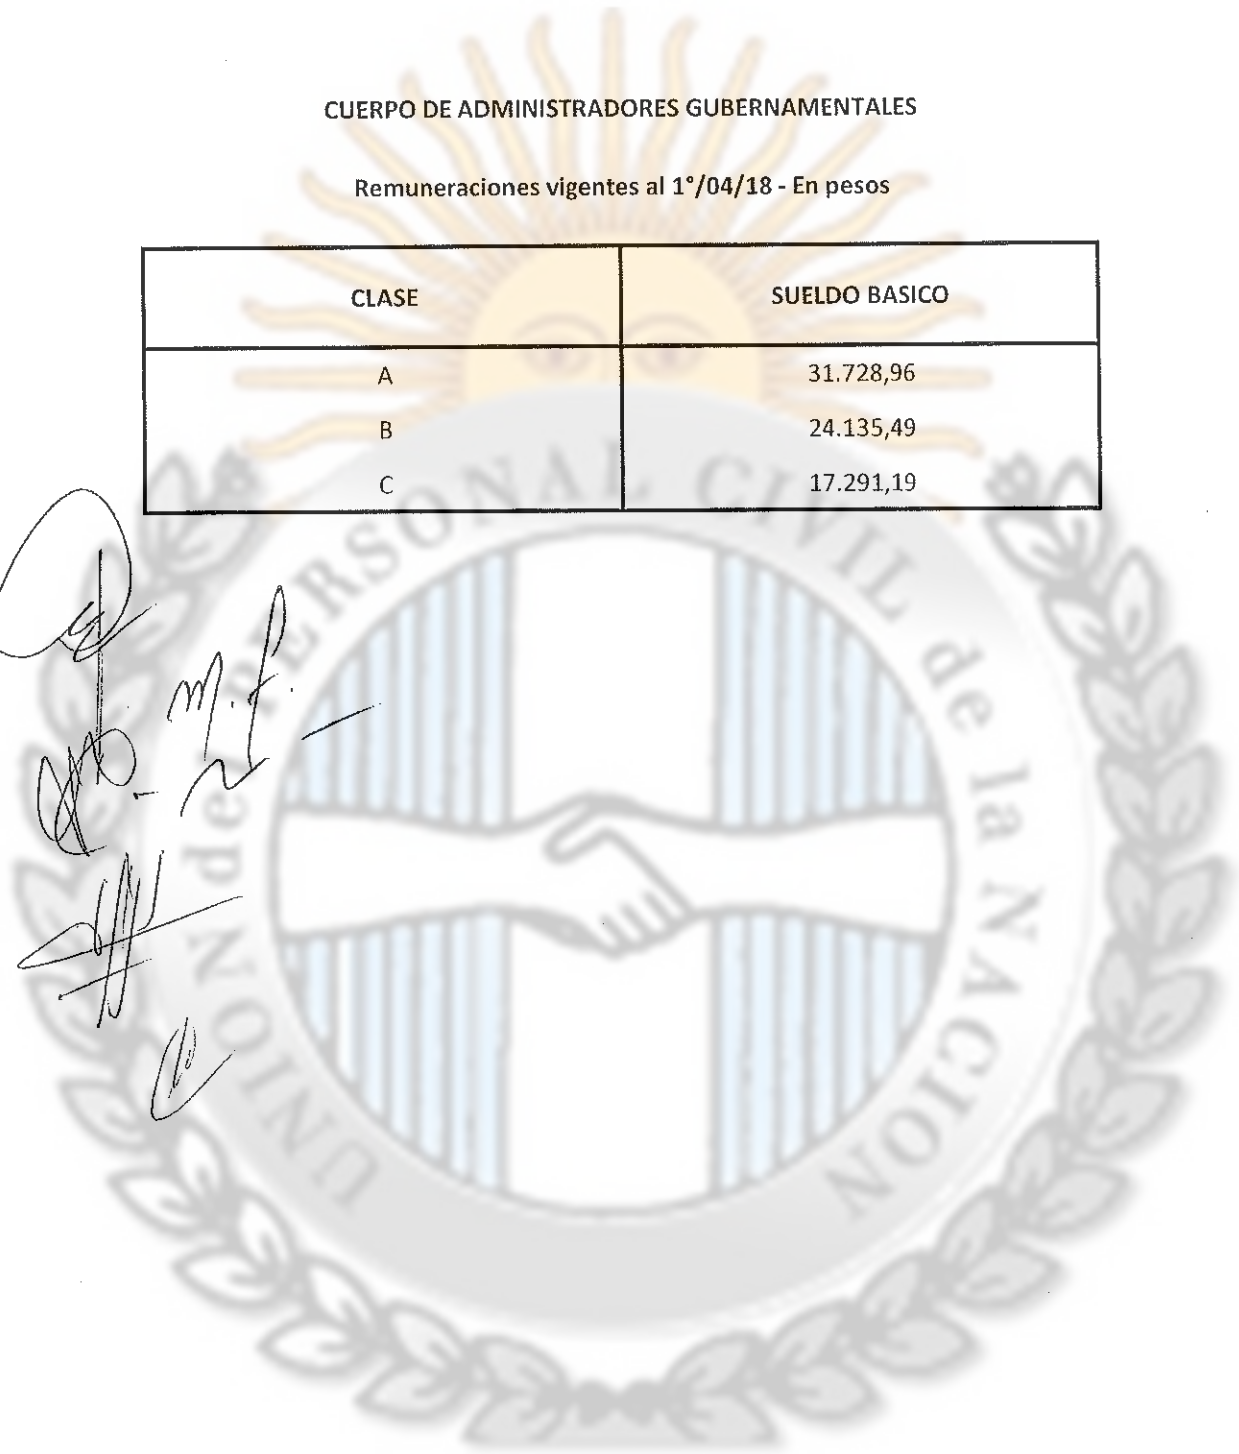 CUERPO DE ADMINISTRADORES GUBERNAMENTALES
Remuneraciones vigentes al 1°/04/18 - En pesos
CLASE SUELDO BASICO
A 31.728,96
B 24.135,49
C 17.291,19
UNION de PERSONAL CIVIL de la NACION